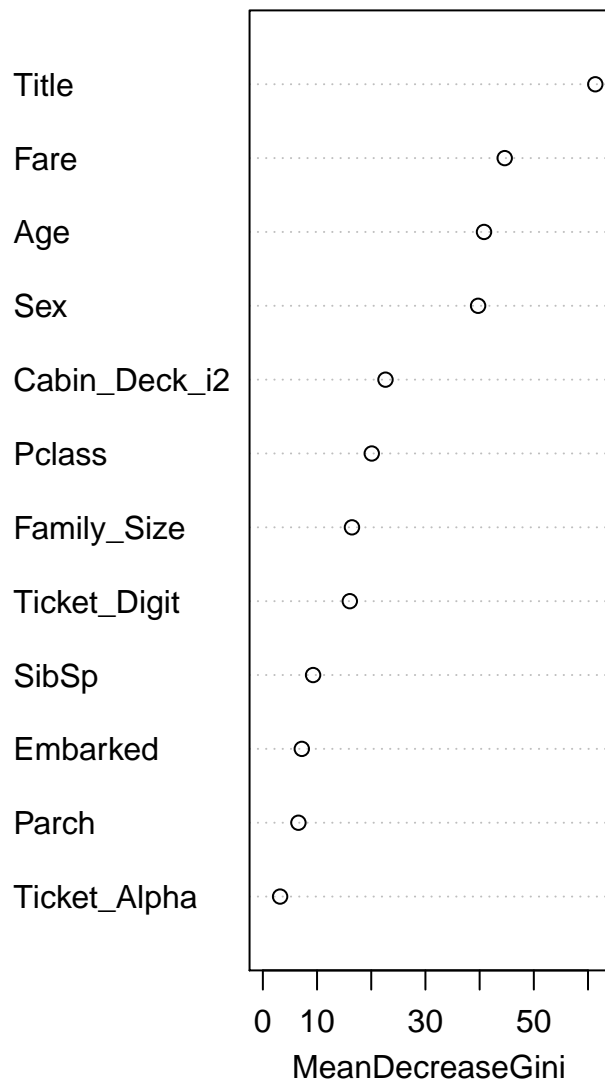 Title
Fare
Age
Sex
Cabin_Deck_i2
Pclass
Family_Size
Ticket_Digit
SibSp
Embarked
Parch
Ticket_Alpha
0 10 30 50
MeanDecreaseGini